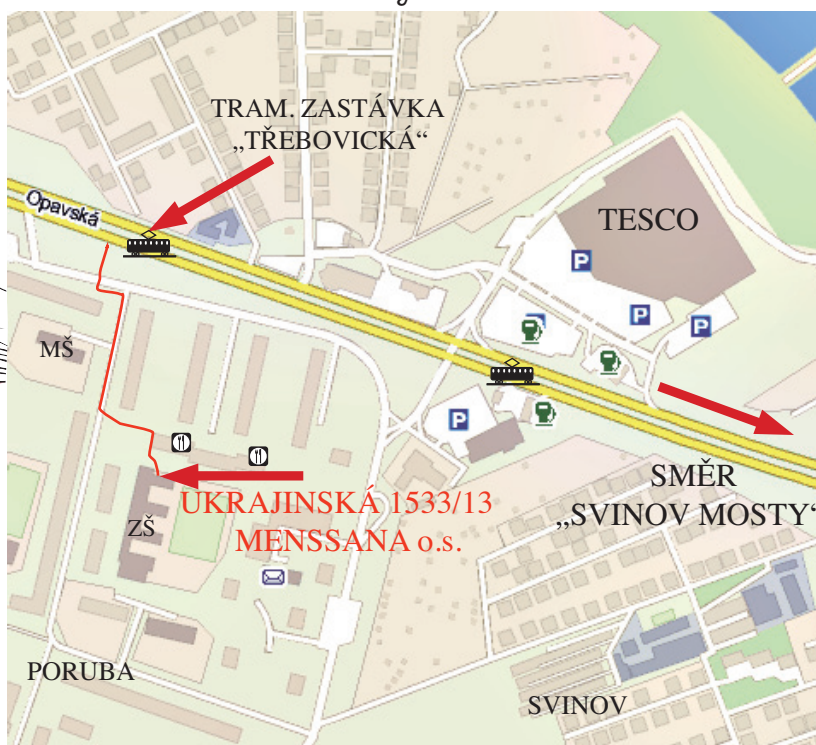 TRAM. ZASTÁVKA
„TŘEBOVICKÁ“
Opavská
TESCO
P
P
P
MŠ
P
SMĚR
„SVINOV MOSTY“
UKRAJINSKÁ 1533/13
ZŠ
MENSSANA o.s.
PORUBA
SVINOV